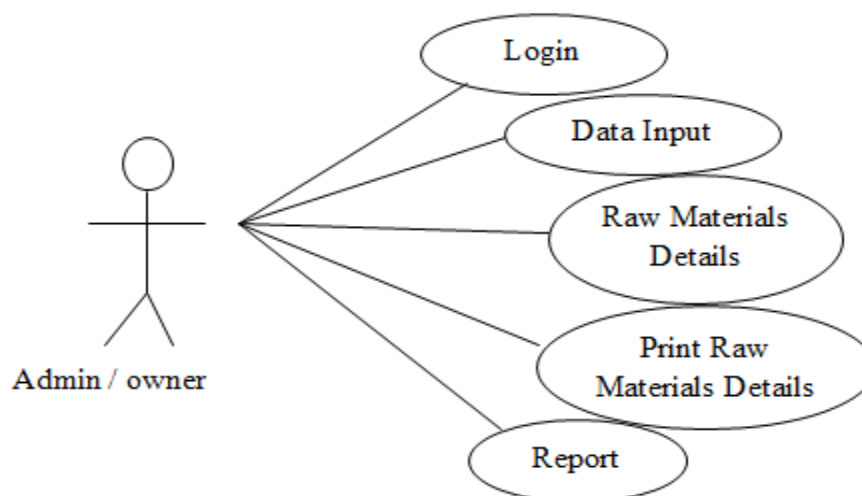 Login
Data Input
Raw Materials
Details
Print Raw
Materials Details
Admin / owner
Report